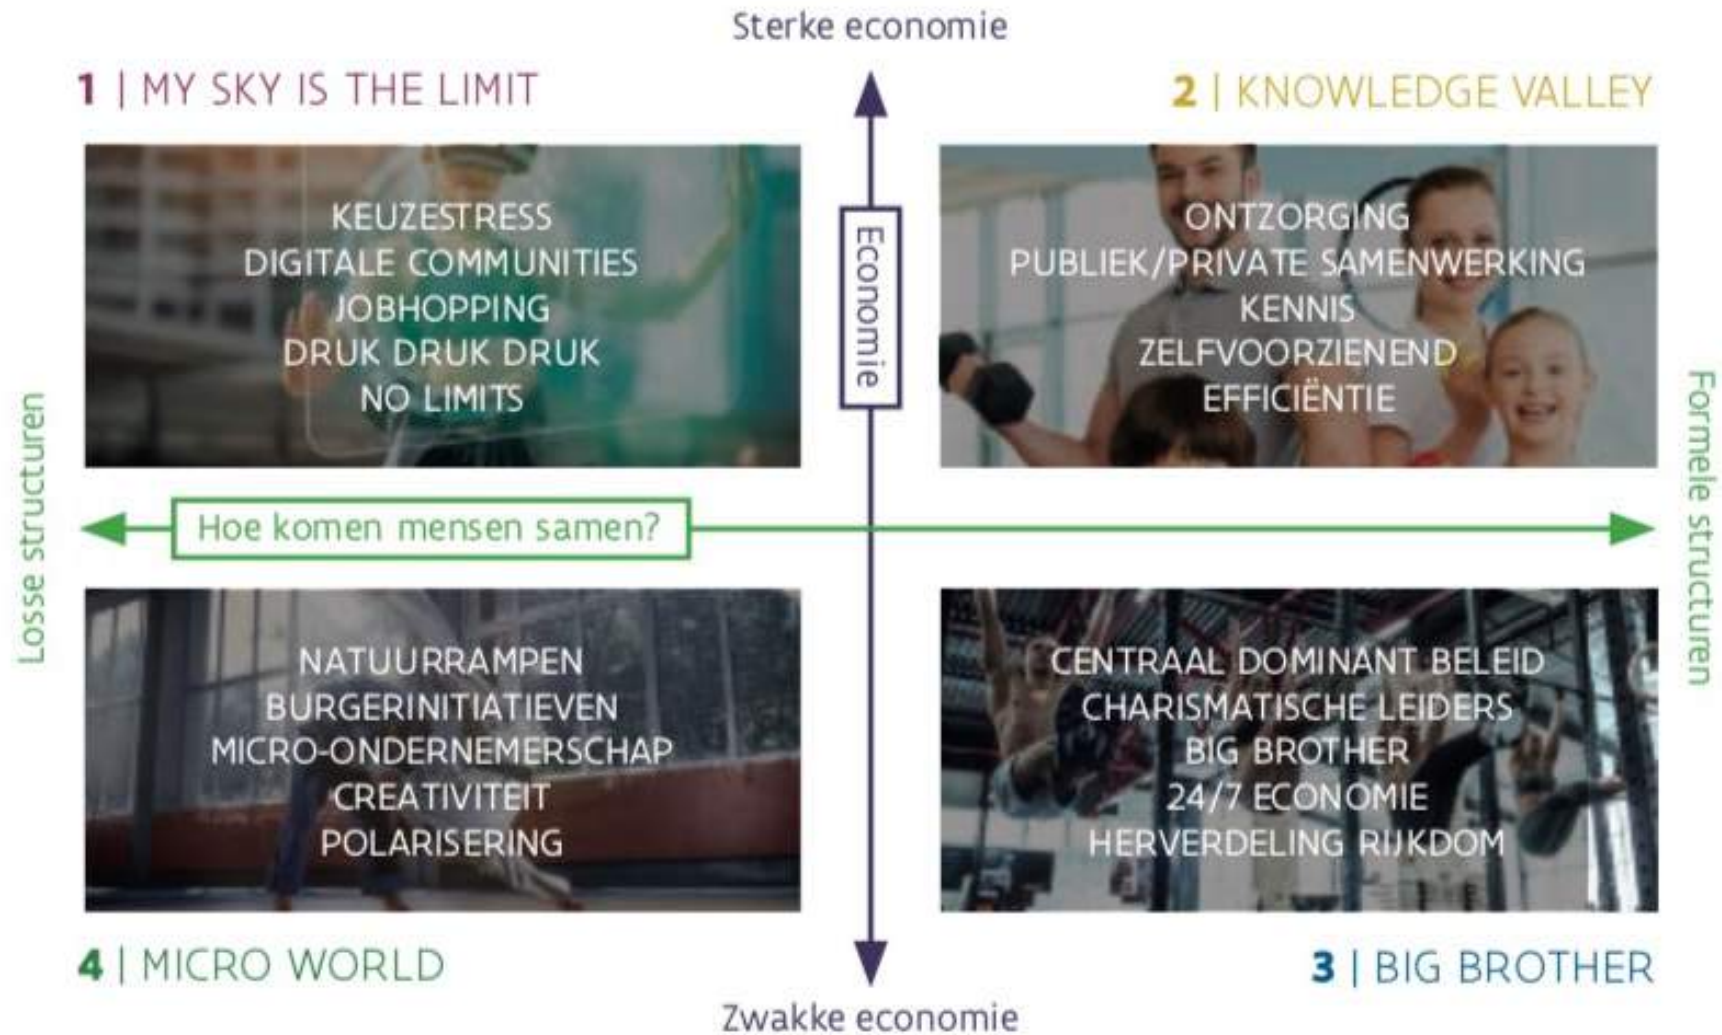 Sterke economie
1 | MY SKY IS THE LIMIT
2 | KNOWLEDGE VALLEY
KEUZESTRESS
DIGITALE COMMUNITIES
JOBHOPPING
DRUK DRUK DRUK
NO LIMITS
Economie
ONTZORGING
PUBLIEK/PRIVATE SAMENWERKING
KENNIS
ZELFVOORZIENEND
EFFICIËNTIE
Losse structuren
Hoe komen mensen samen?
Formele structuren
NATUURRAMPEN
BURGERINITIATIEVEN
MICRO-ONDERNEMERSCHAP
CREATIVITEIT
POLARISERING
CENTRAAL DOMINANT BELEID
CHARISMATISCHE LEIDERS
BIG BROTHER
24/7 ECONOMIE
HERVERDELING RIJKDOM
4 | MICRO WORLD
3 | BIG BROTHER
Zwakke economie